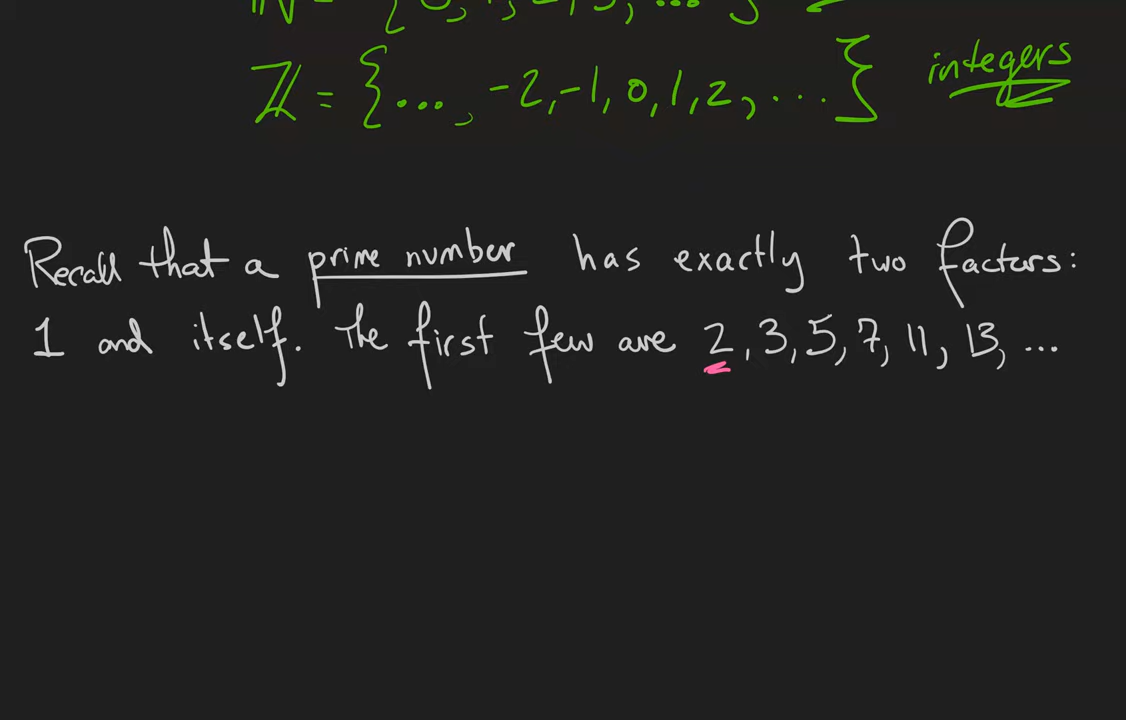 ℤ = {..., -2, -1, 0, 1, 2, ...} integers
Recall that a prime number has exactly two factors:
1 and itself. The first few are 2, 3, 5, 7, 11, 13, ...